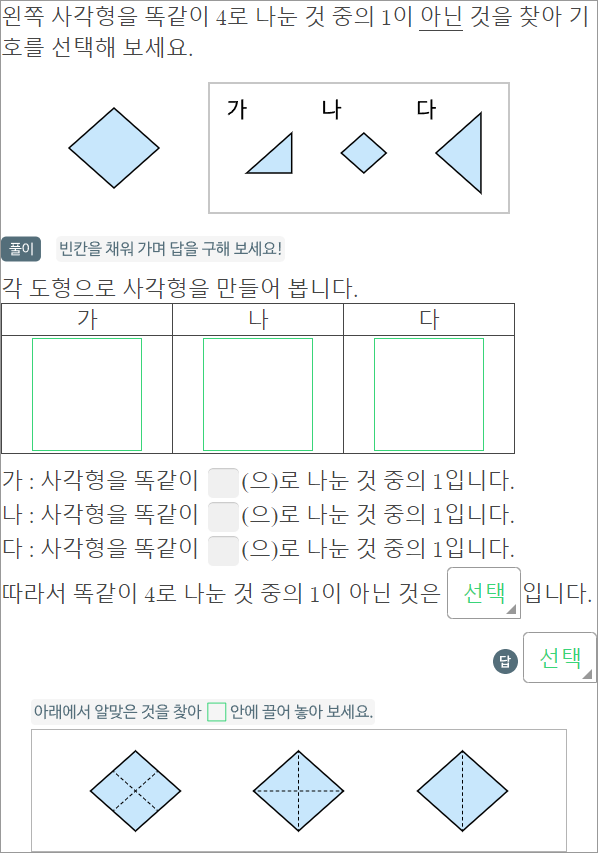 왼쪽 사각형을 똑같이 4로 나눈 것 중의 1이 아닌 것을 찾아 기
호를 선택해 보세요.
가 나 다
풀이 빈칸을 채워 가며 답을 구해 보세요!
각 도형으로 사각형을 만들어 봅니다.
가 나 다
가 : 사각형을 똑같이 (으)로 나눈 것 중의 1입니다.
나 : 사각형을 똑같이 (으)로 나눈 것 중의 1입니다.
다 : 사각형을 똑같이 (으)로 나눈 것 중의 1입니다.
따라서 똑같이 4로 나눈 것 중의 1이 아닌 것은 선택 입니다.
답 선택
아래에서 알맞은 것을 찾아 안에 끌어 놓아 보세요.